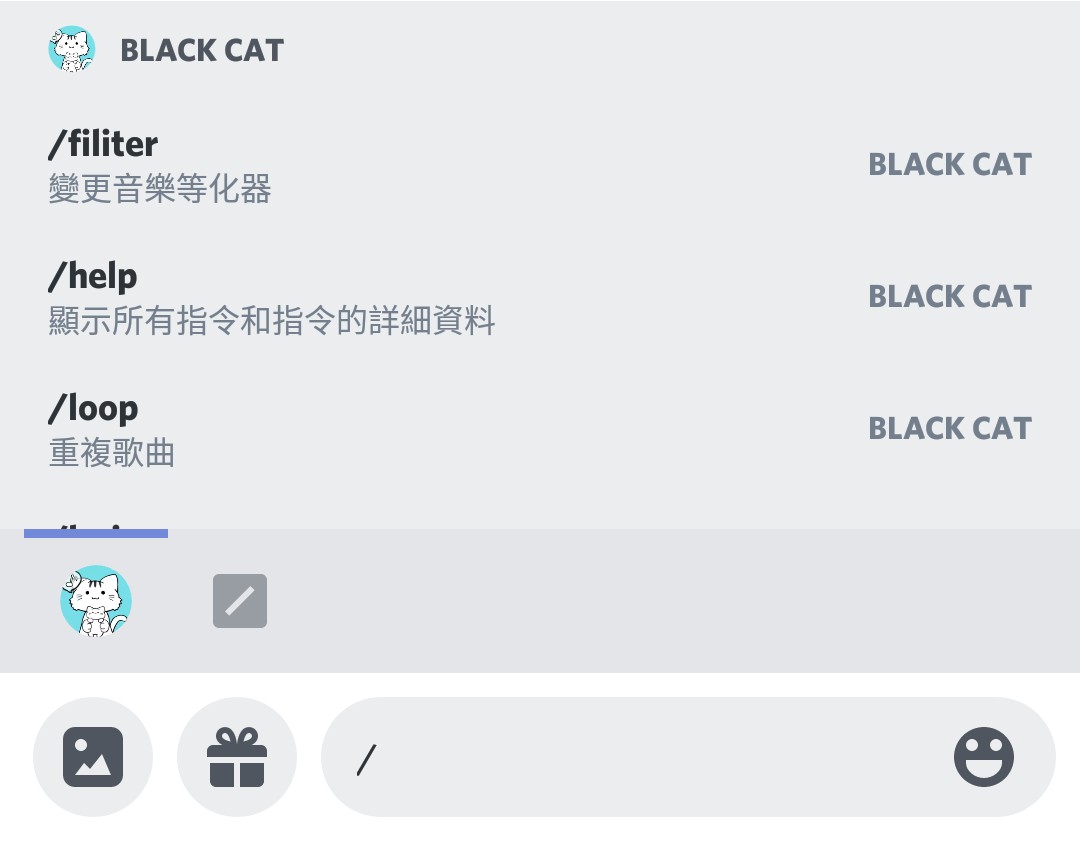 BLACK CAT
/filiter
變更音樂等化器
BLACK CAT
/help
顯示所有指令和指令的詳細資料
BLACK CAT
/loop
重複歌曲
BLACK CAT
/